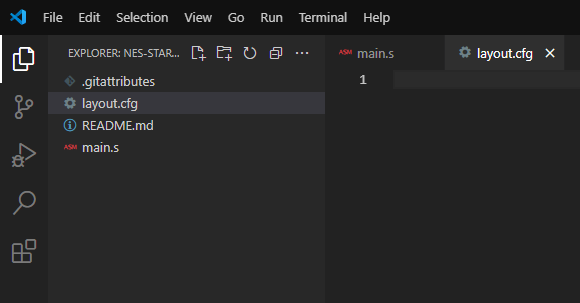 File Edit Selection View Go Run Terminal Help
EXPLORER: NES-STAR...
ASM main.s
layout.cfg
.gitattributes
layout.cfg
README.md
ASM main.s
1